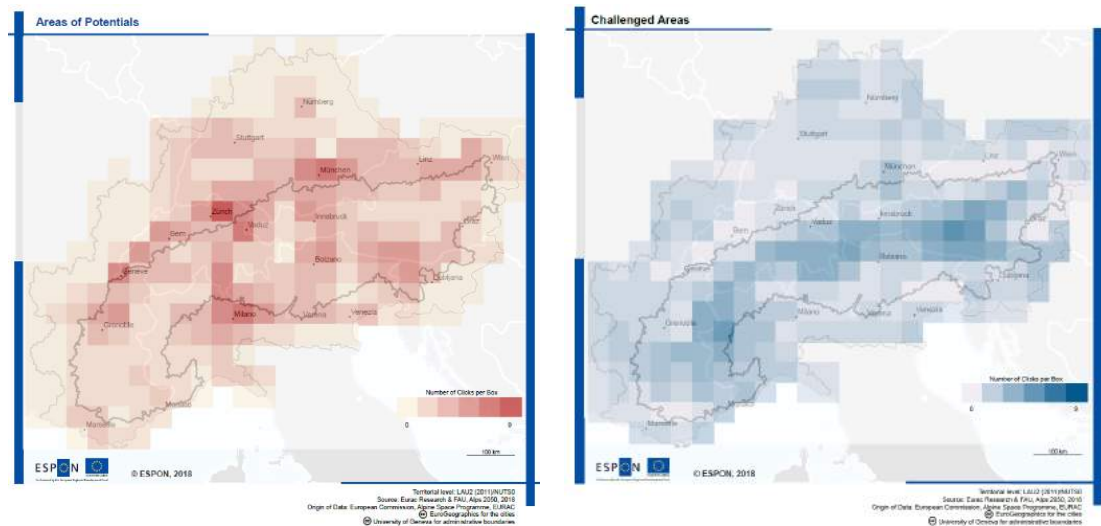 Areas of Potentials
Nürnberg
Stuttgart
Linz
Wien
München
Zürich
Innsbruck
Vaduz
Bern
Graz
Bolzano
Genève
Ljubljana
Milano
Verona
Venezia
Grenoble
Monaco
Marseille
Number of Clicks per Box
0 9
100 km
ESPON
© ESPON, 2018
Territorial level: LAU2 (2011)/NUTS0
Source: Eurac Research & FAU, Alps 2050, 2018
Origin of Data: European Commission, Alpine Space Programme, EURAC
EuroGeographics for the cities
University of Geneva for administrative boundaries
Challenged Areas
Nürnberg
Stuttgart
Linz
Wien
München
Zürich
Innsbruck
Vaduz
Bern
Graz
Bolzano
Genève
Ljubljana
Milano
Verona
Venezia
Grenoble
Monaco
Marseille
Number of Clicks per Box
0 9
100 km
ESPON
© ESPON, 2018
Territorial level: LAU2 (2011)/NUTS0
Source: Eurac Research & FAU, Alps 2050, 2018
Origin of Data: European Commission, Alpine Space Programme, EURAC
EuroGeographics for the cities
University of Geneva for administrative boundaries